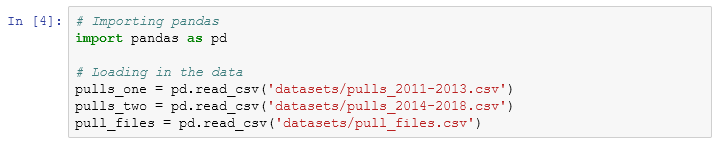 In [4]: # Importing pandas
import pandas as pd
# Loading in the data
pulls_one = pd.read_csv('datasets/pulls_2011-2013.csv')
pulls_two = pd.read_csv('datasets/pulls_2014-2018.csv')
pull_files = pd.read_csv('datasets/pull_files.csv')